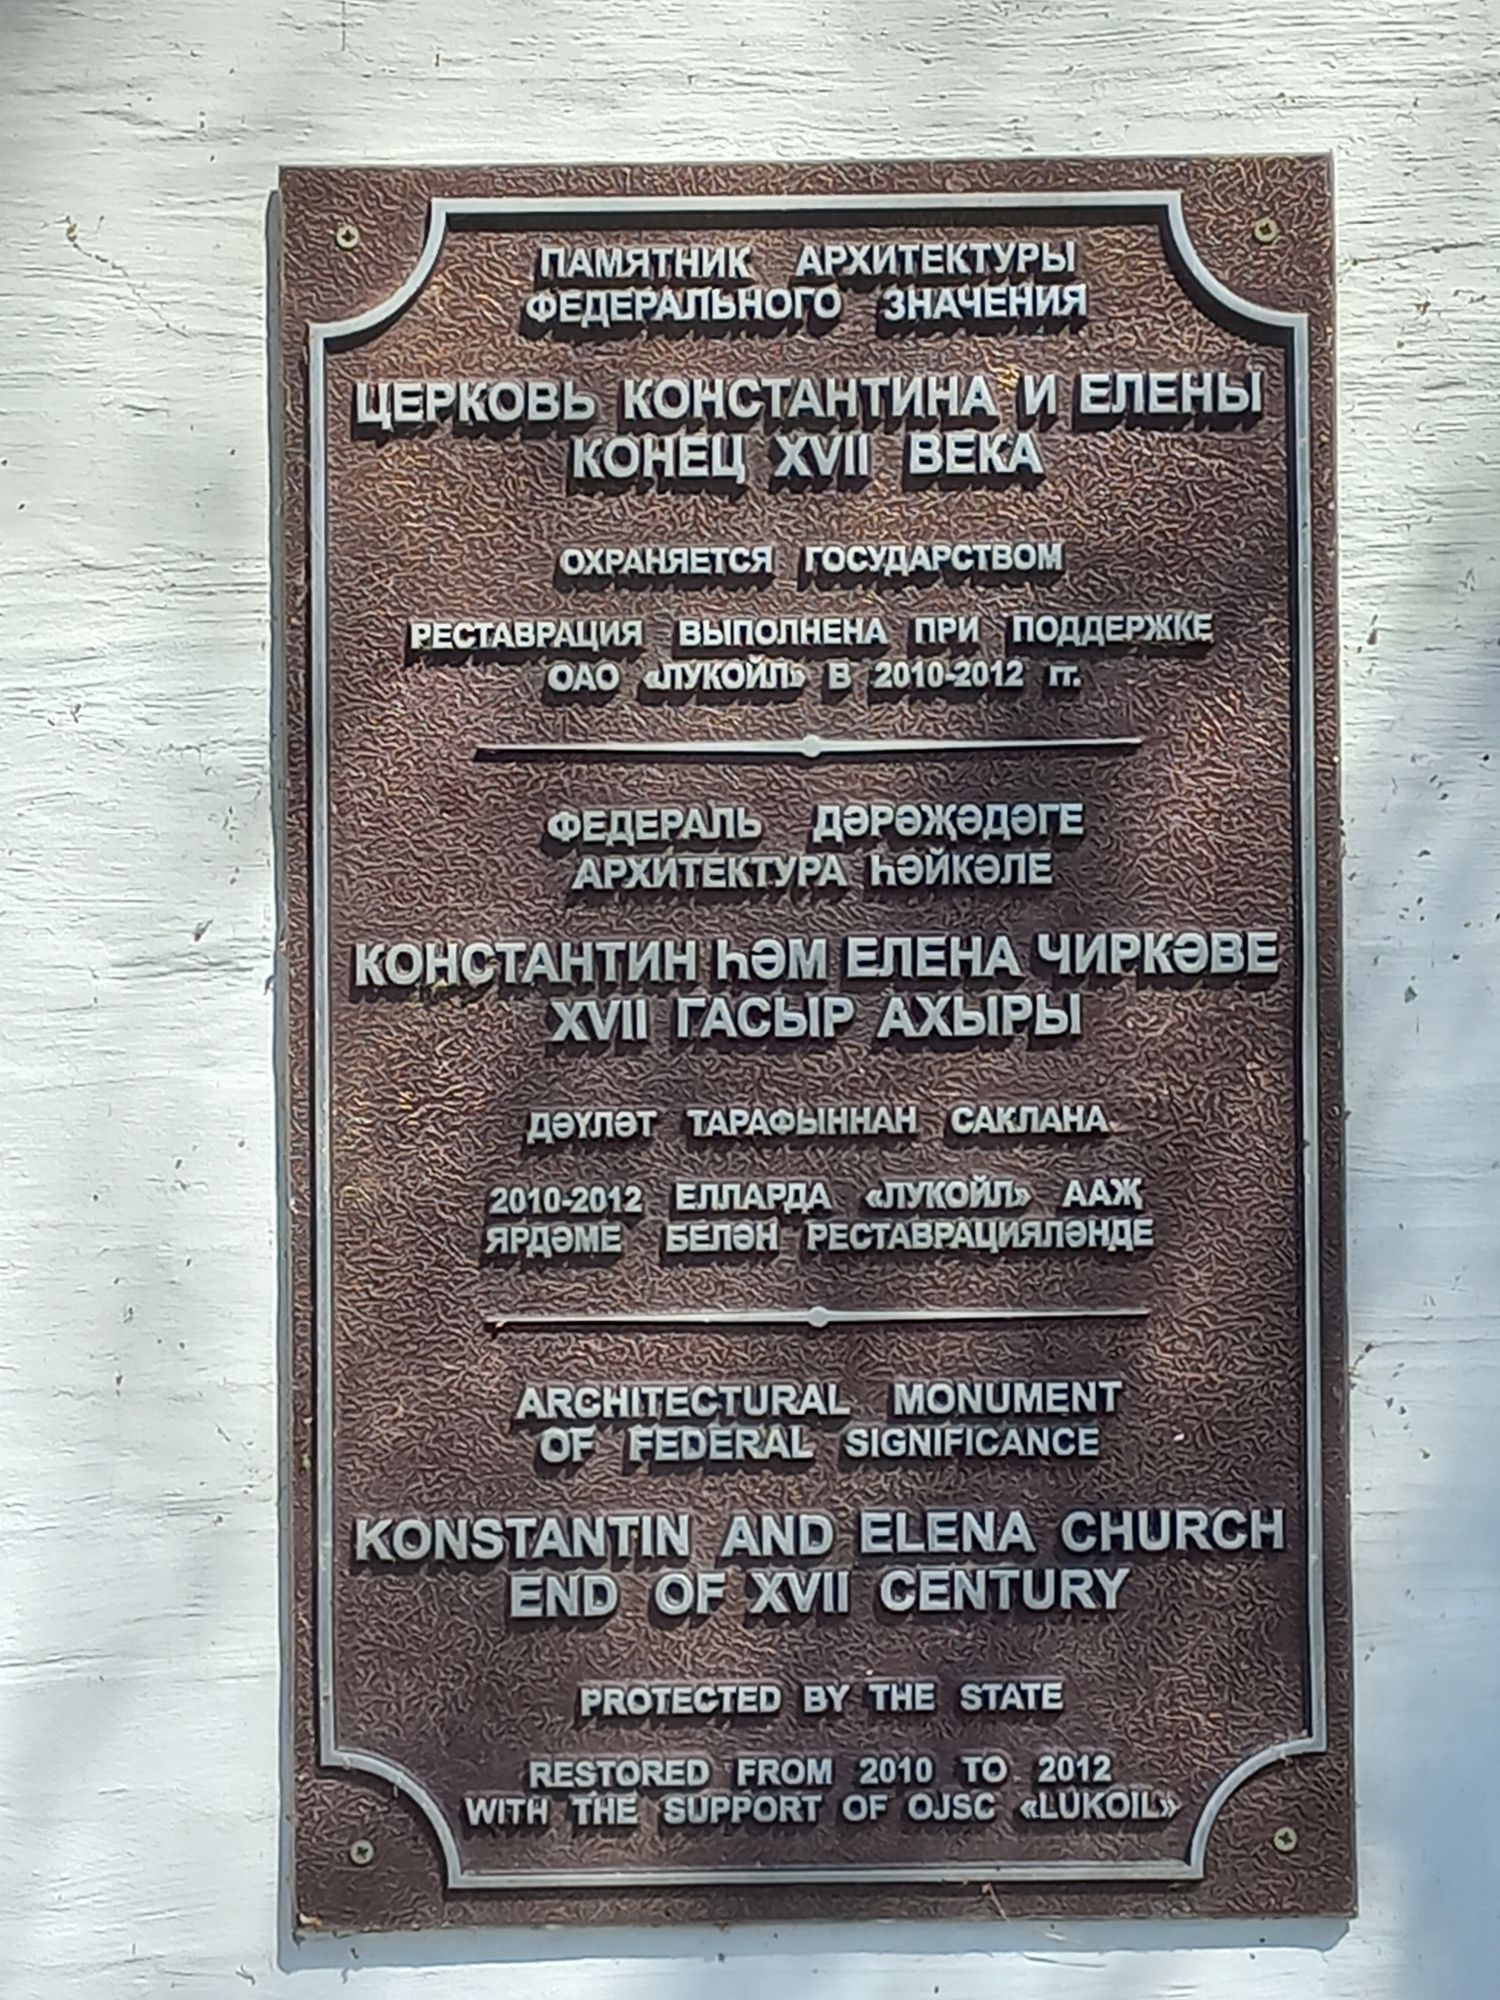 ПАМЯТНИК АРХИТЕКТУРЫ
ФЕДЕРАЛЬНОГО ЗНАЧЕНИЯ
ЦЕРКОВЬ КОНСТАНТИНА И ЕЛЕНЫ
КОНЕЦ XVII ВЕКА
ОХРАНЯЕТСЯ ГОСУДАРСТВОМ
РЕСТАВРАЦИЯ ВЫПОЛНЕНА ПРИ ПОДДЕРЖКЕ
ОАО «ЛУКОЙЛ» В 2010-2012 гг.
ФЕДЕРАЛЬ ДӘРӘҖӘДӘГЕ
АРХИТЕКТУРА ҺӘЙКӘЛЕ
КОНСТАНТИН ҺӘМ ЕЛЕНА ЧИРКӘВЕ
XVII ГАСЫР АХЫРЫ
ДӘҮЛӘТ ТАРАФЫННАН САКЛАНА
2010-2012 ЕЛЛАРДА «ЛУКОЙЛ» ААҖ
ЯРДӘМЕ БЕЛӘН РЕСТАВРАЦИЯЛӘНДЕ
ARCHITECTURAL MONUMENT
OF FEDERAL SIGNIFICANCE
KONSTANTIN AND ELENA CHURCH
END OF XVII CENTURY
PROTECTED BY THE STATE
RESTORED FROM 2010 TO 2012
WITH THE SUPPORT OF OJSC «LUKOIL»